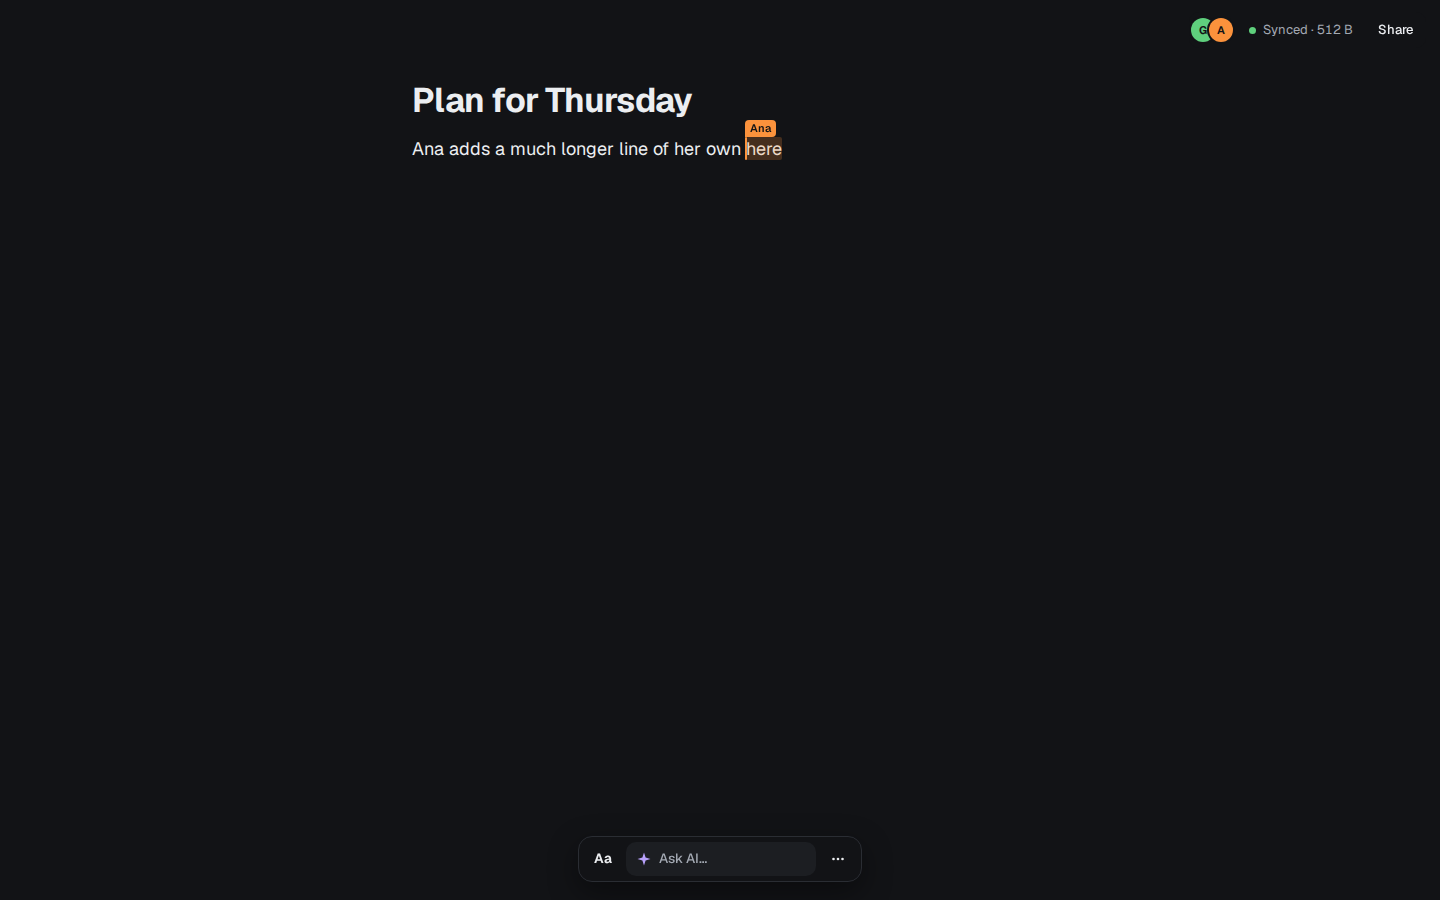 G A Synced · 512 B Share
Plan for Thursday
Ana
Ana adds a much longer line of her own here
Aa Ask AI...